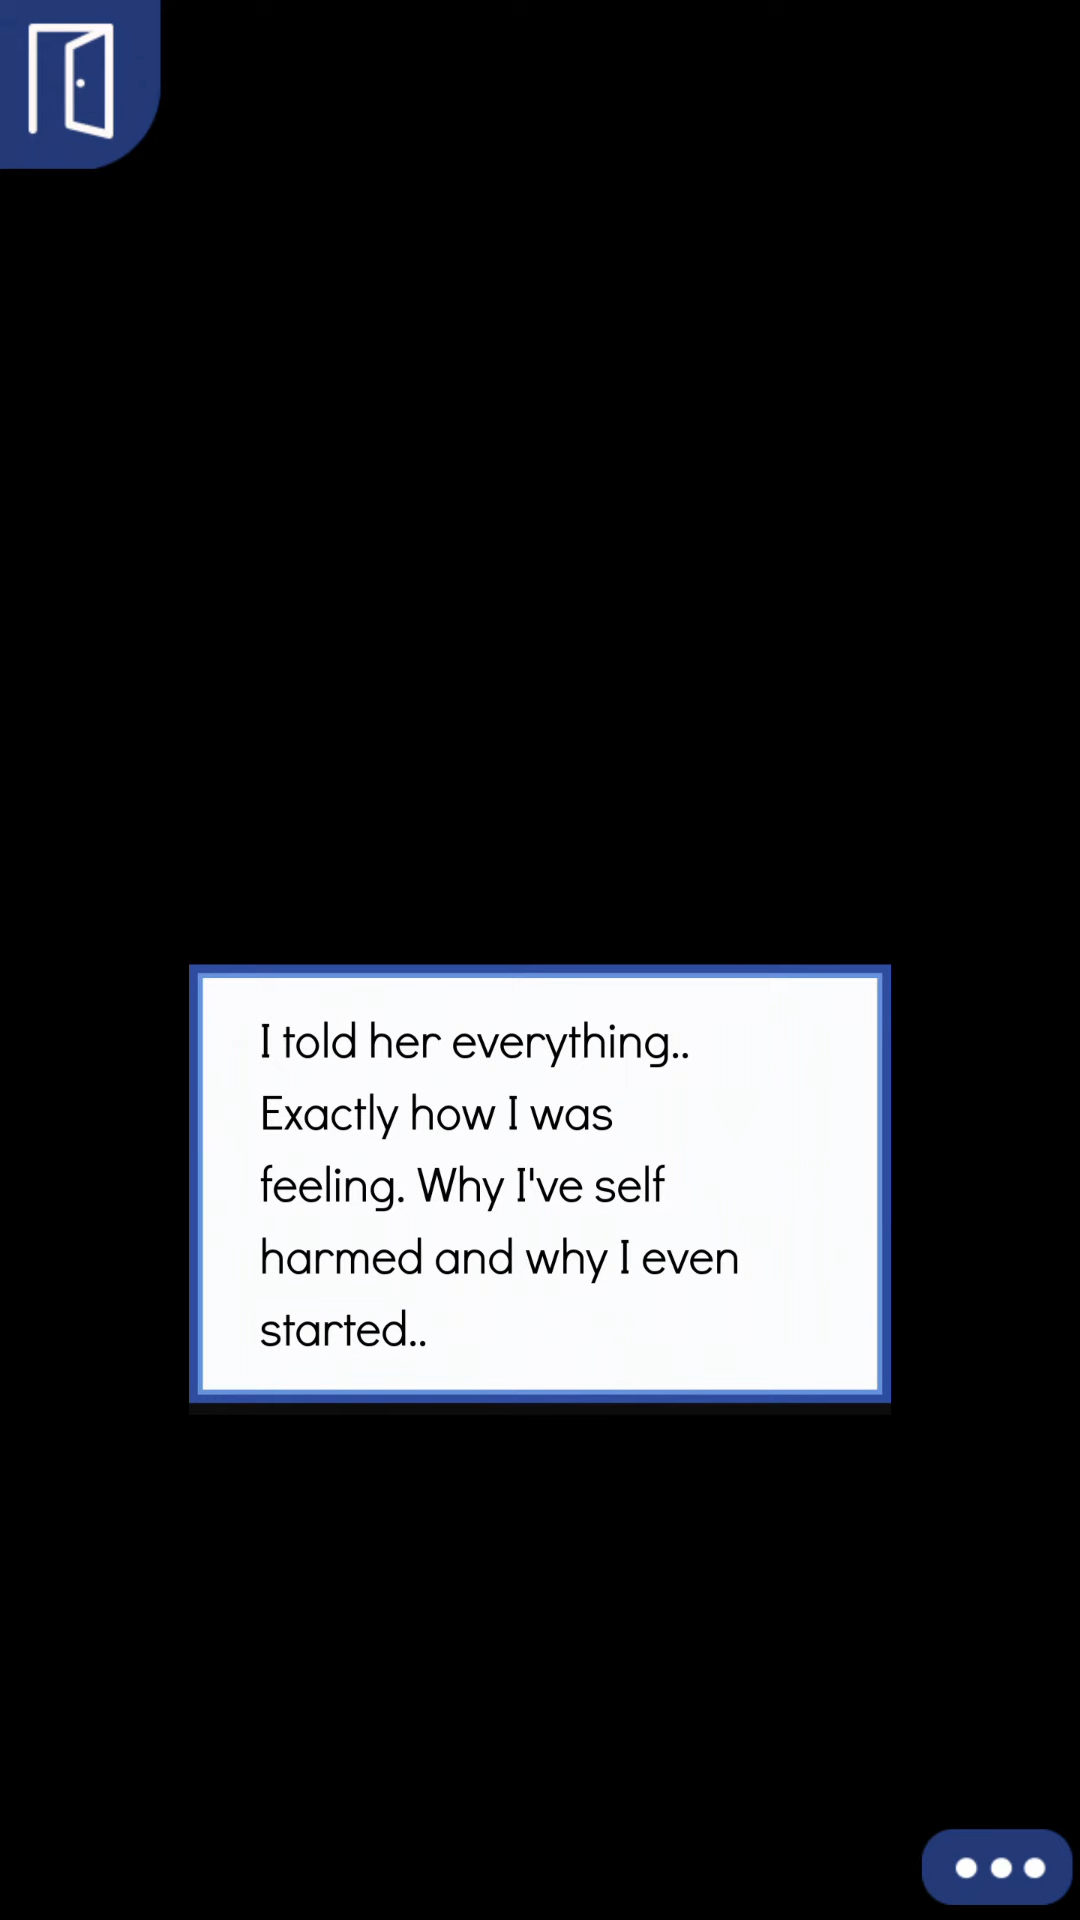 I told her everything..
Exactly how I was
feeling. Why I've self
harmed and why I even
started..